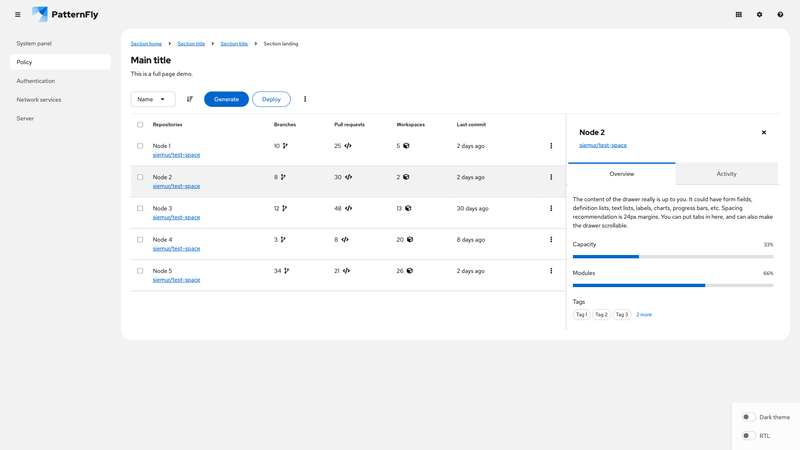 PatternFly
System panel
Policy
Authentication
Network services
Server
Section home
Section title
Section title
Section landing
Main title
This is a full page demo.
Name
Generate
Deploy
Repositories Branches Pull requests Workspaces Last commit
Node 1 10 25 5 2 days ago
siemur/test-space
Node 2 8 30 2 2 days ago
siemur/test-space
Node 3 12 48 13 30 days ago
siemur/test-space
Node 4 3 8 20 8 days ago
siemur/test-space
Node 5 34 21 26 2 days ago
siemur/test-space
Node 2
siemur/test-space
Overview Activity
The content of the drawer really is up to you. It could have form fields,
definition lists, text lists, labels, charts, progress bars, etc. Spacing
recommendation is 24px margins. You can put tabs in here, and can also make
the drawer scrollable.
Capacity 33%
Modules 66%
Tags
Tag 1 Tag 2 Tag 3 2 more
Dark theme
RTL